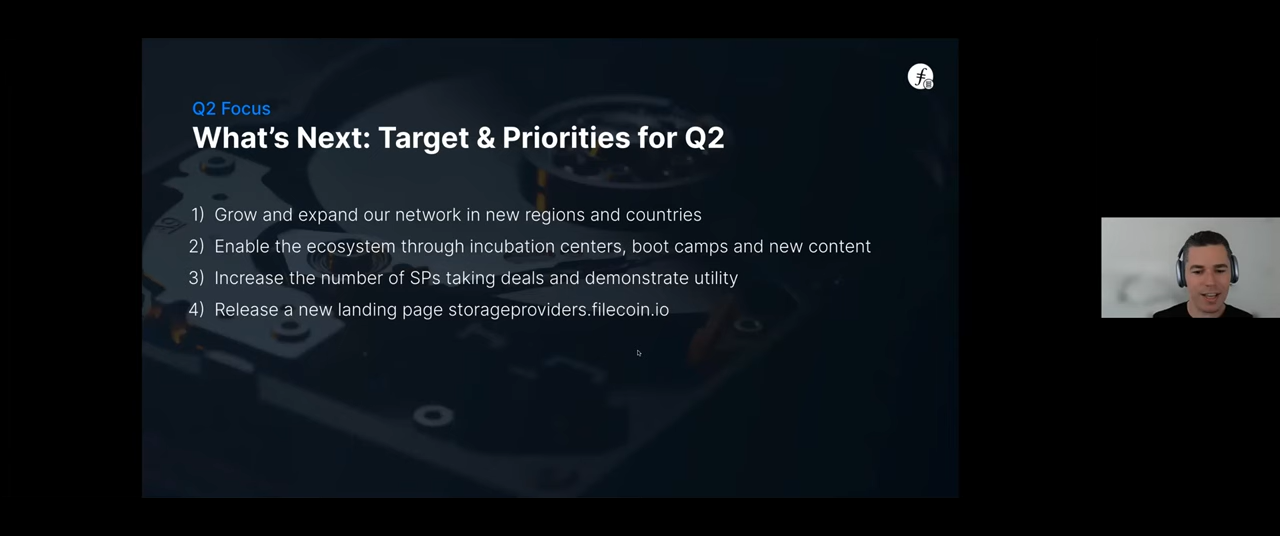 Q2 Focus
What’s Next: Target & Priorities for Q2
1) Grow and expand our network in new regions and countries
2) Enable the ecosystem through incubation centers, boot camps and new content
3) Increase the number of SPs taking deals and demonstrate utility
4) Release a new landing page storageproviders.filecoin.io